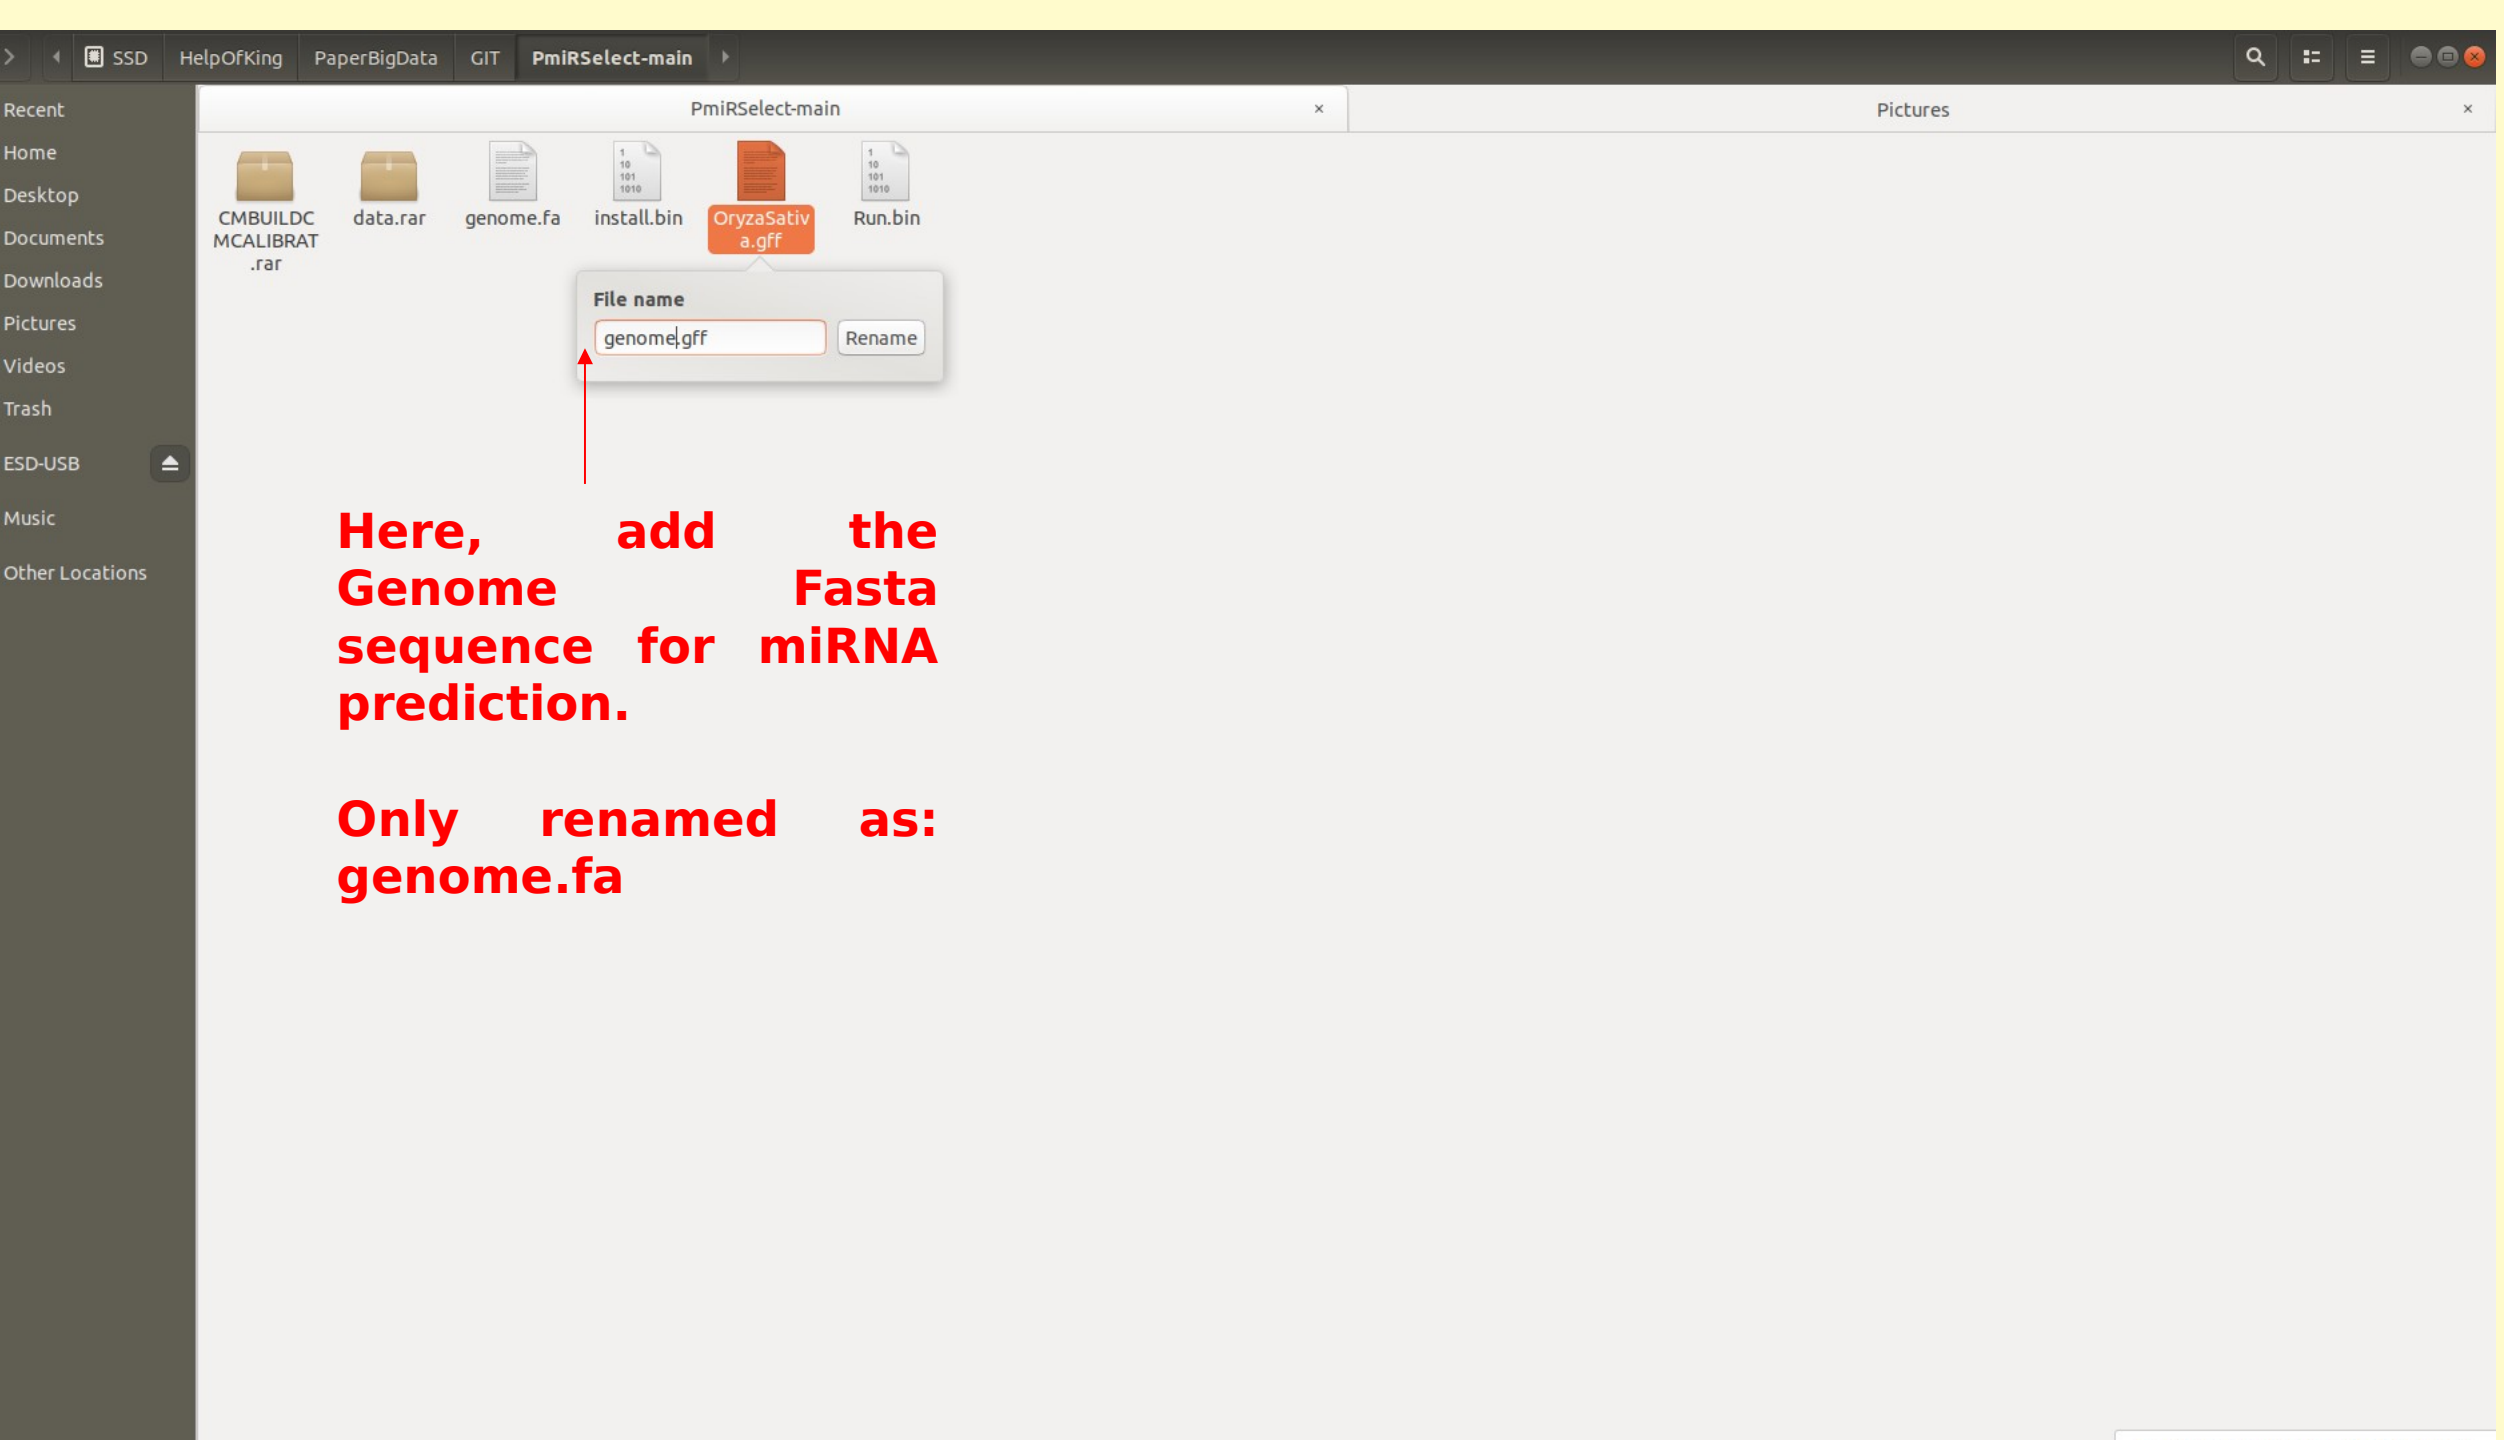 SSD HelpOfKing PaperBigData GIT PmiRSelect-main
PmiRSelect-main × Pictures ×
Recent
Home
Desktop
Documents
Downloads
Pictures
Videos
Trash
ESD-USB
Music
Other Locations
CMBUILDC
MCALIBRAT
.rar
data.rar
genome.fa
1
10
101
1010
install.bin
OryzaSativ
a.gff
1
10
101
1010
Run.bin
File name
genome.gff Rename
Here, add the
Genome Fasta
sequence for miRNA
prediction.
Only renamed as:
genome.fa